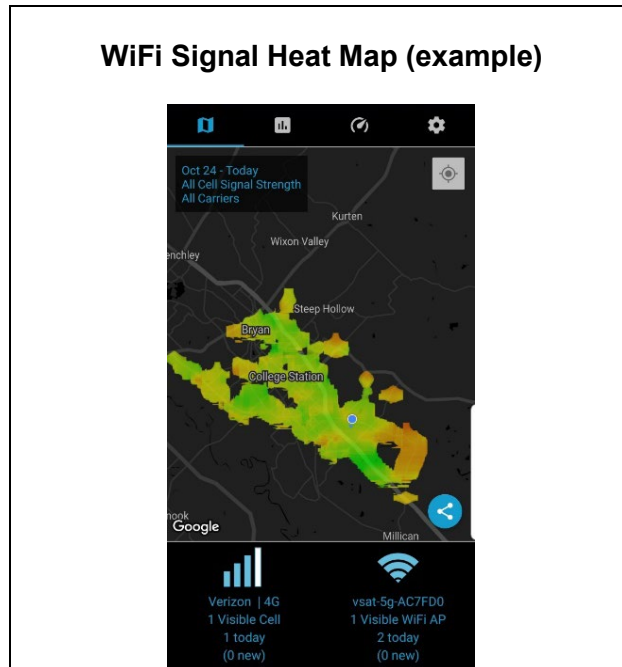 WiFi Signal Heat Map (example)
Oct 24 - Today
All Cell Signal Strength
All Carriers
Kurten
Wixon Valley
enchley
Steep Hollow
Bryan
College Station
nook
Google
Millican
Verizon | 4G
1 Visible Cell
1 today
(0 new)
vsat-5g-AC7FD0
1 Visible WiFi AP
2 today
(0 new)